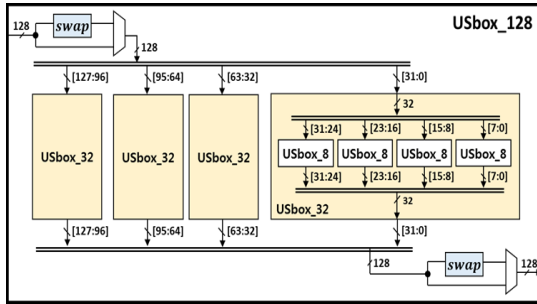 USbox_128
128
swap
128
[127:96] [95:64] [63:32] [31:0]
32
[31:24] [23:16] [15:8] [7:0]
USbox_32 USbox_32 USbox_32 USbox_8 USbox_8 USbox_8 USbox_8
[31:24] [23:16] [15:8] [7:0]
USbox_32
32
[127:96] [95:64] [63:32] [31:0]
128
swap
128